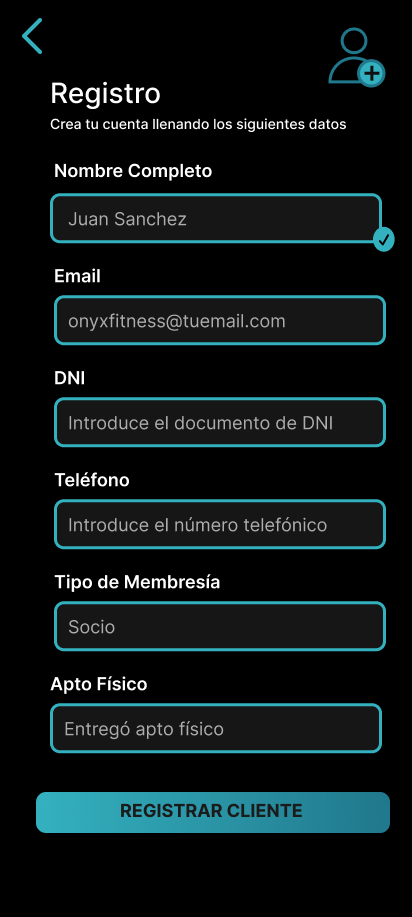 Registro
Crea tu cuenta llenando los siguientes datos
Nombre Completo
Juan Sanchez
Email
onyxfitness@tuemail.com
DNI
Introduce el documento de DNI
Teléfono
Introduce el número telefónico
Tipo de Membresía
Socio
Apto Físico
Entregó apto físico
REGISTRAR CLIENTE